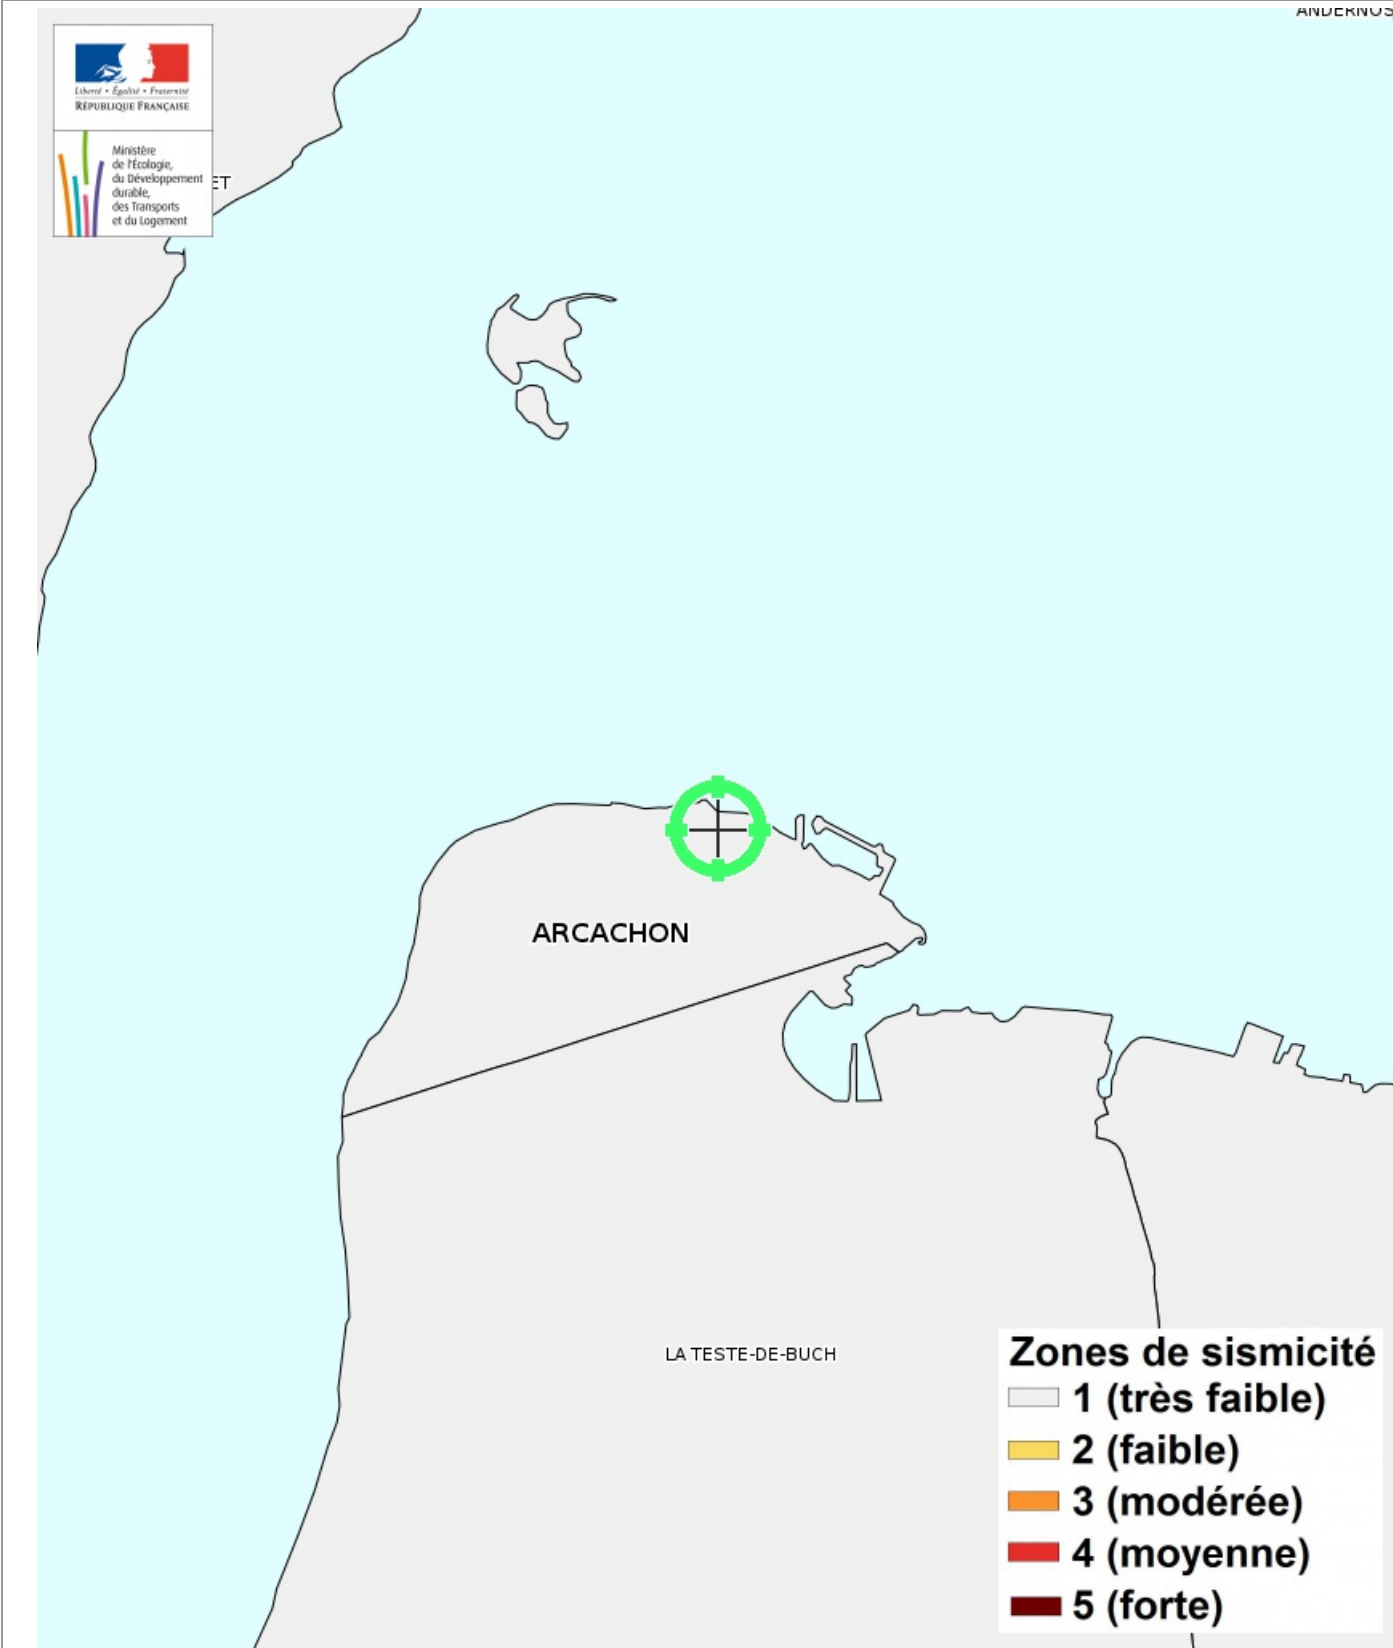 ANDERNOS
Liberté • Égalité • Fraternité
RÉPUBLIQUE FRANÇAISE
Ministère
de l'Écologie,
du Développement
durable,
des Transports
et du Logement
ET
ARCACHON
LA TESTE-DE-BUCH
Zones de sismicité
1 (très faible)
2 (faible)
3 (modérée)
4 (moyenne)
5 (forte)